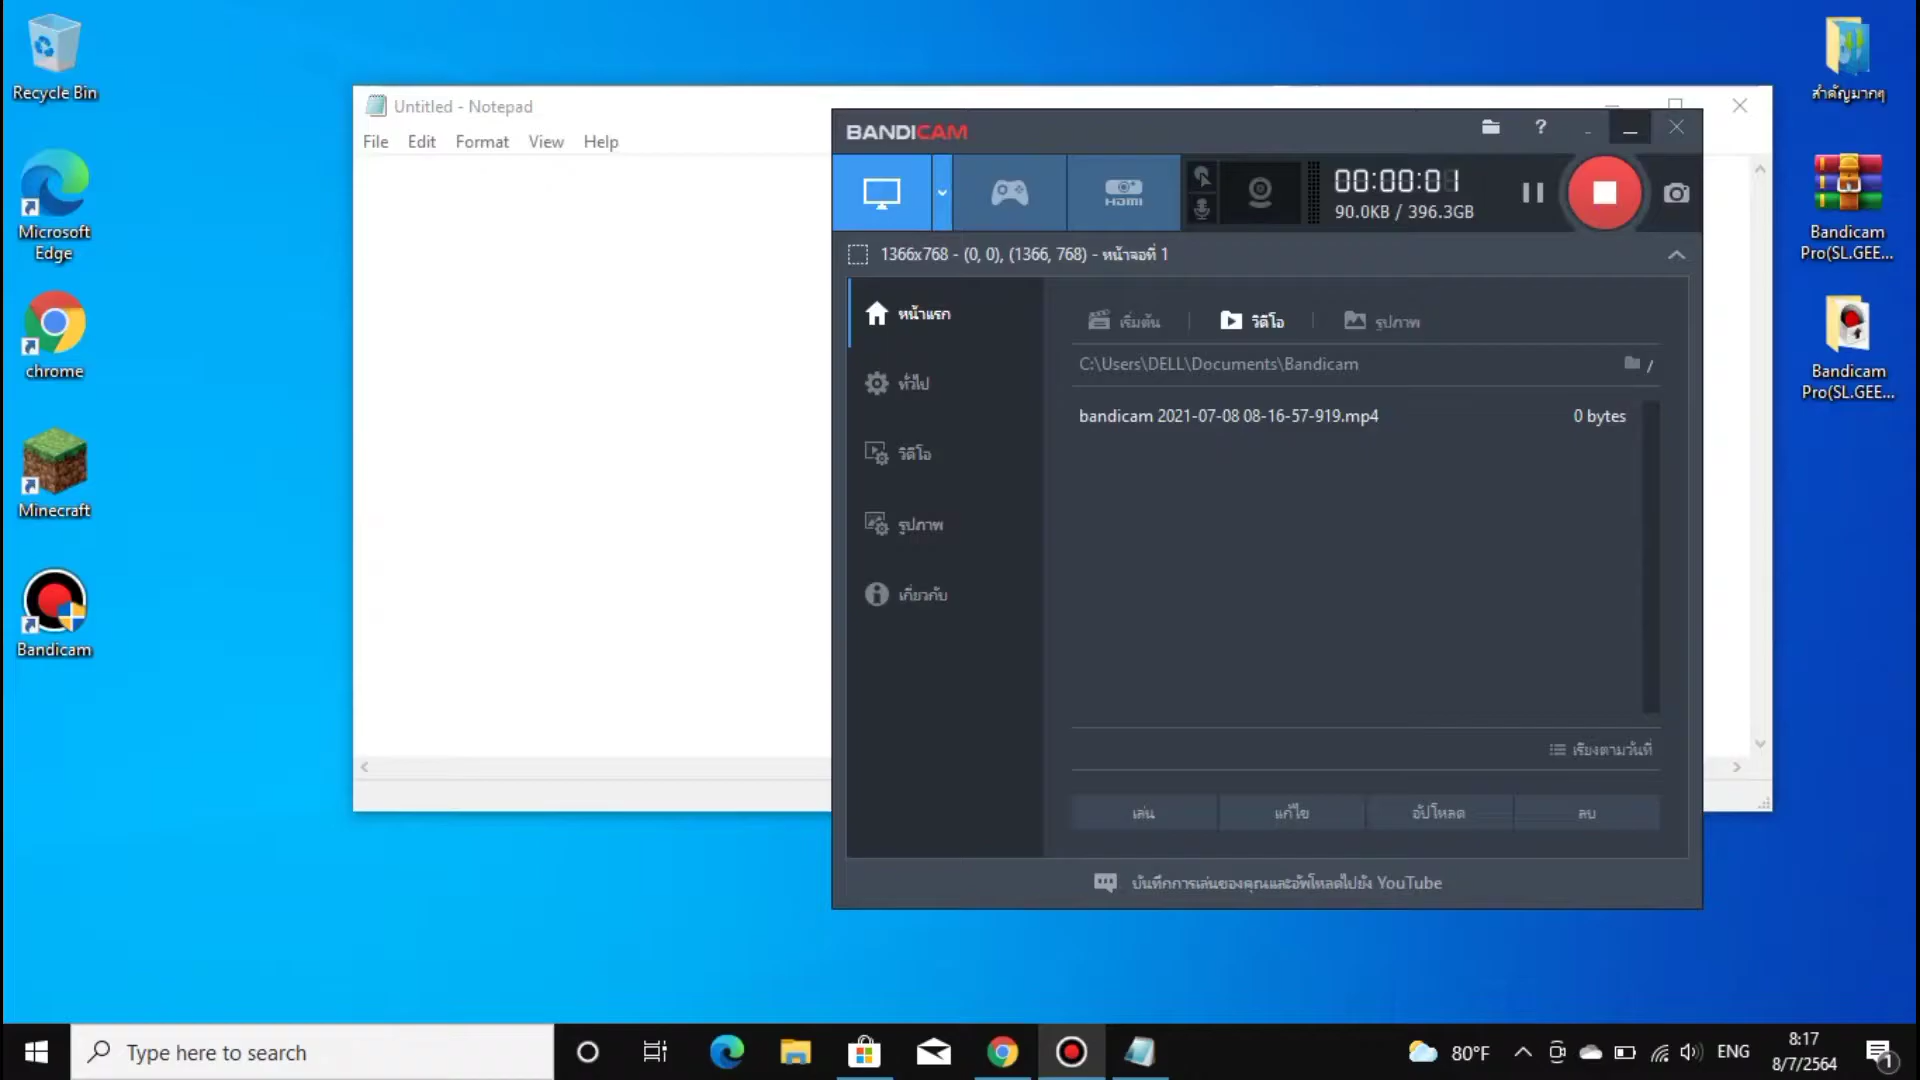 Recycle Bin
Microsoft
Edge
chrome
Minecraft
Bandicam
Untitled - Notepad
File Edit Format View Help
BANDICAM
?
HDMI
00:00:01
90.0KB / 396.3GB
1366x768 - (0, 0), (1366, 768) - หน้าจอที่ 1
หน้าแรก
ทั่วไป
วิดีโอ
รูปภาพ
เกี่ยวกับ
เริ่มต้น วิดีโอ รูปภาพ
C:\Users\DELL\Documents\Bandicam
/
bandicam 2021-07-08 08-16-57-919.mp4 0 bytes
เรียงตามวันที่
เล่น แก้ไข อัปโหลด ลบ
บันทึกการเล่นของคุณและอัพโหลดไปยัง YouTube
สำคัญมากๆ
Bandicam
Pro(SL.GEE...
Bandicam
Pro(SL.GEE...
Type here to search
80°F
ENG
8:17
8/7/2564
1